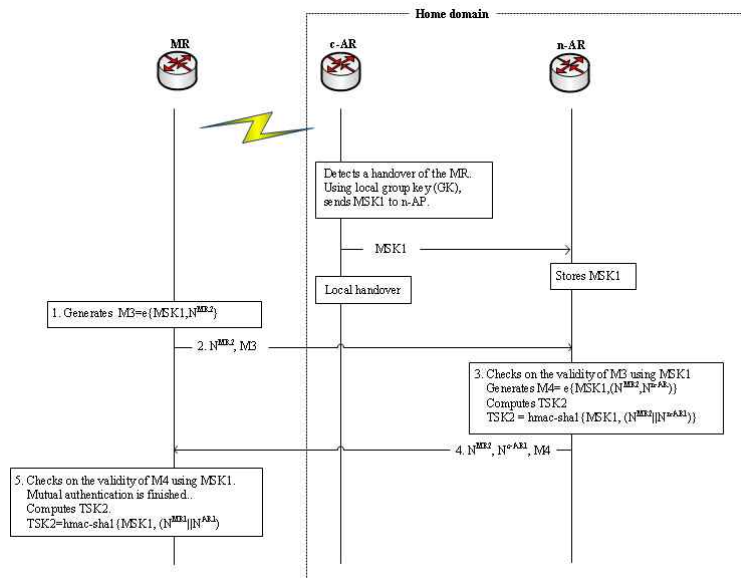 Home domain
MR
c-AR
n-AR
Detects a handover of the MR.
Using local group key (GK),
sends MSK1 to n-AP.
MSK1
Stores MSK1
Local handover
1. Generates M3=e{MSK1,N^MR2}
2. N^MR2, M3
3. Checks on the validity of M3 using MSK1
Generates M4= e{MSK1,(N^MR2,N^n-AR)}
Computes TSK2
TSK2 = hmac-sha1{MSK1, (N^MR2||N^n-AR1)}
4. N^MR2, M4
5. Checks on the validity of M4 using MSK1.
Mutual authentication is finished..
Computes TSK2.
TSK2=hmac-sha1{MSK1, (N^MR1||N^AR1)